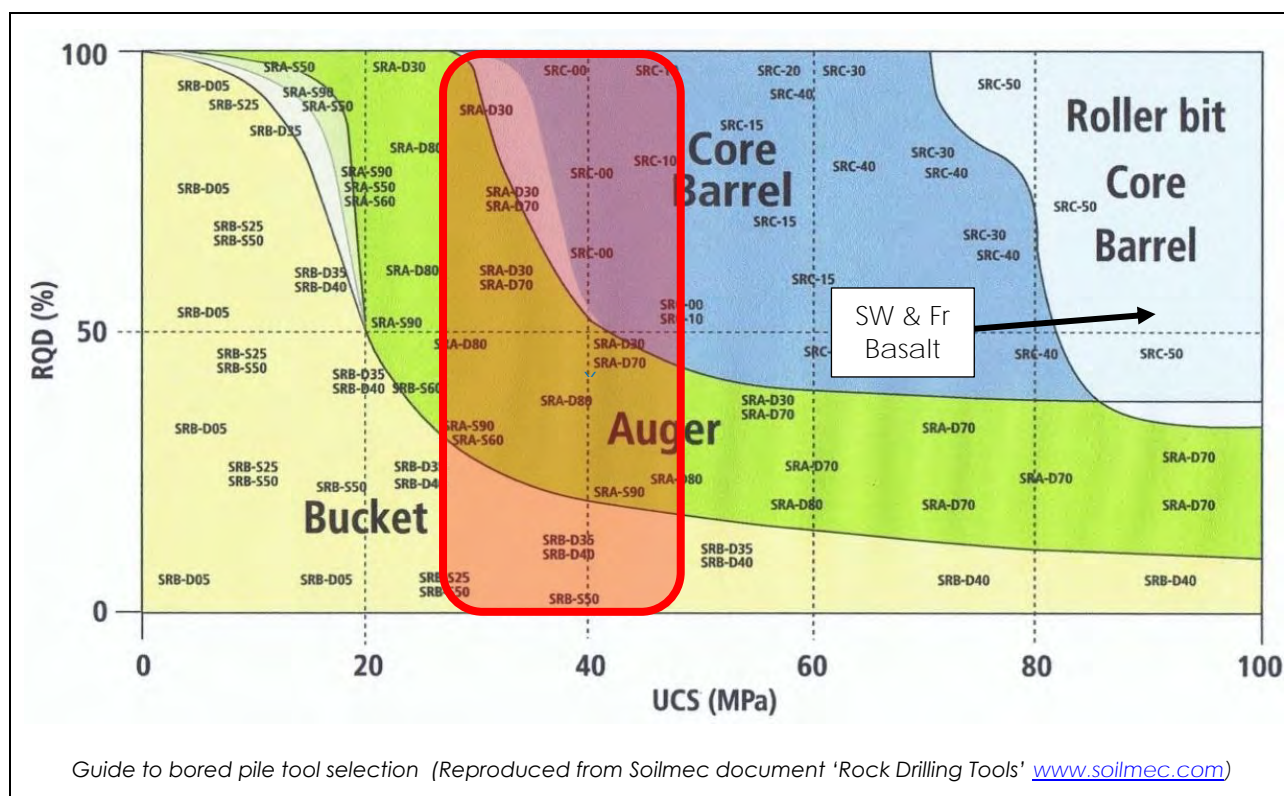 100
50
0
RQD (%)
0 20 40 60 80 100
UCS (MPa)
SRB-D05
SRB-S25
SRA-S50
SRA-S90
SRA-S50
SRB-D35
SRA-D30
SRA-D80
SRA-D30
SRC-00
SRC-10
SRC-20
SRC-30
SRC-40
SRC-50
SRC-15
Roller bit
Core
Barrel
Core
Barrel
SRB-D05
SRA-S90
SRA-S50
SRA-S60
SRA-D30
SRA-D70
SRC-00
SRC-10
SRC-40
SRC-30
SRC-40
SRC-50
SRB-S25
SRB-S50
SRC-15
SRC-30
SRC-40
SRB-D35
SRB-D40
SRA-D80
SRA-D30
SRA-D70
SRC-00
SRC-15
SRB-D05
SRA-S90
SRC-00
SW & Fr
Basalt
SRB-S25
SRB-S50
SRA-D80
SRA-D30
SRA-D70
SRC-40
SRC-50
SRB-D35
SRB-D40
SRB-S60
SRA-D80
SRA-D30
SRA-D70
SRB-D05
SRA-S90
SRA-S60
Auger
SRA-D70
SRB-S25
SRB-S50
SRB-S50
SRA-S90
SRA-D80
SRA-D70
SRA-D70
SRA-D70
Bucket
SRA-D80
SRA-D70
SRA-D70
SRB-D35
SRB-D40
SRB-D35
SRB-D40
SRB-D05
SRB-D05
SRB-S25
SRB-S50
SRB-D40
SRB-D40
Guide to bored pile tool selection (Reproduced from Soilmec document 'Rock Drilling Tools' www.soilmec.com)